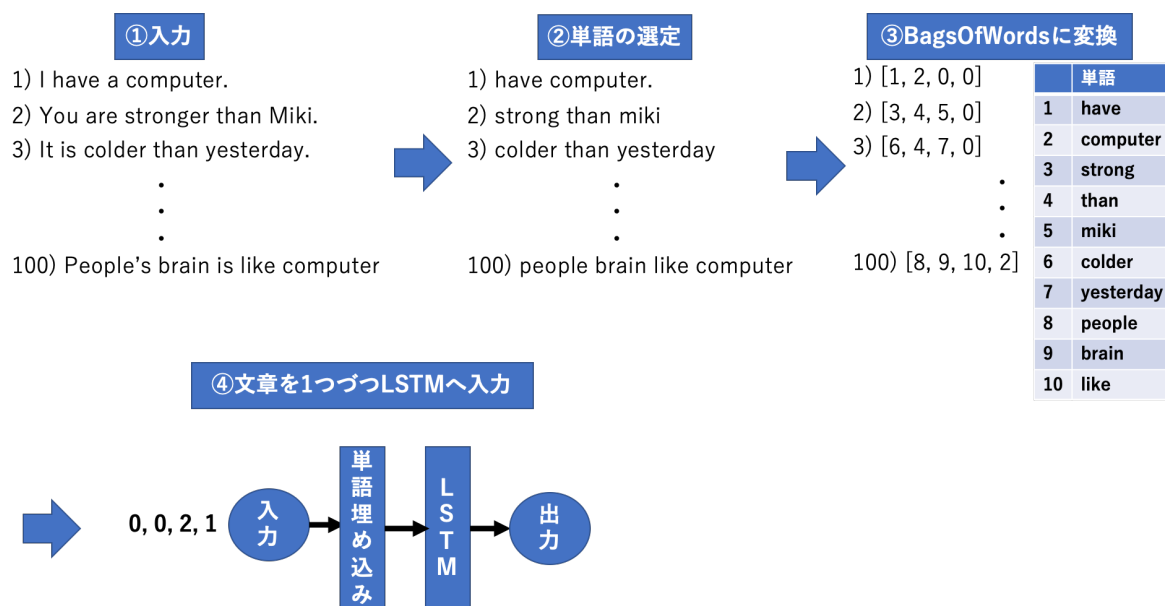 ①入力
1) I have a computer.
2) You are stronger than Miki.
3) It is colder than yesterday.
100) People’s brain is like computer
②単語の選定
1) have computer.
2) strong than miki
3) colder than yesterday
100) people brain like computer
③BagsOfWordsに変換
1) [1, 2, 0, 0]
2) [3, 4, 5, 0]
3) [6, 4, 7, 0]
100) [8, 9, 10, 2]
単語
1 have
2 computer
3 strong
4 than
5 miki
6 colder
7 yesterday
8 people
9 brain
10 like
④文章を1つづつLSTMへ入力
0, 0, 2, 1
入力
単語埋め込み
LSTM
出力